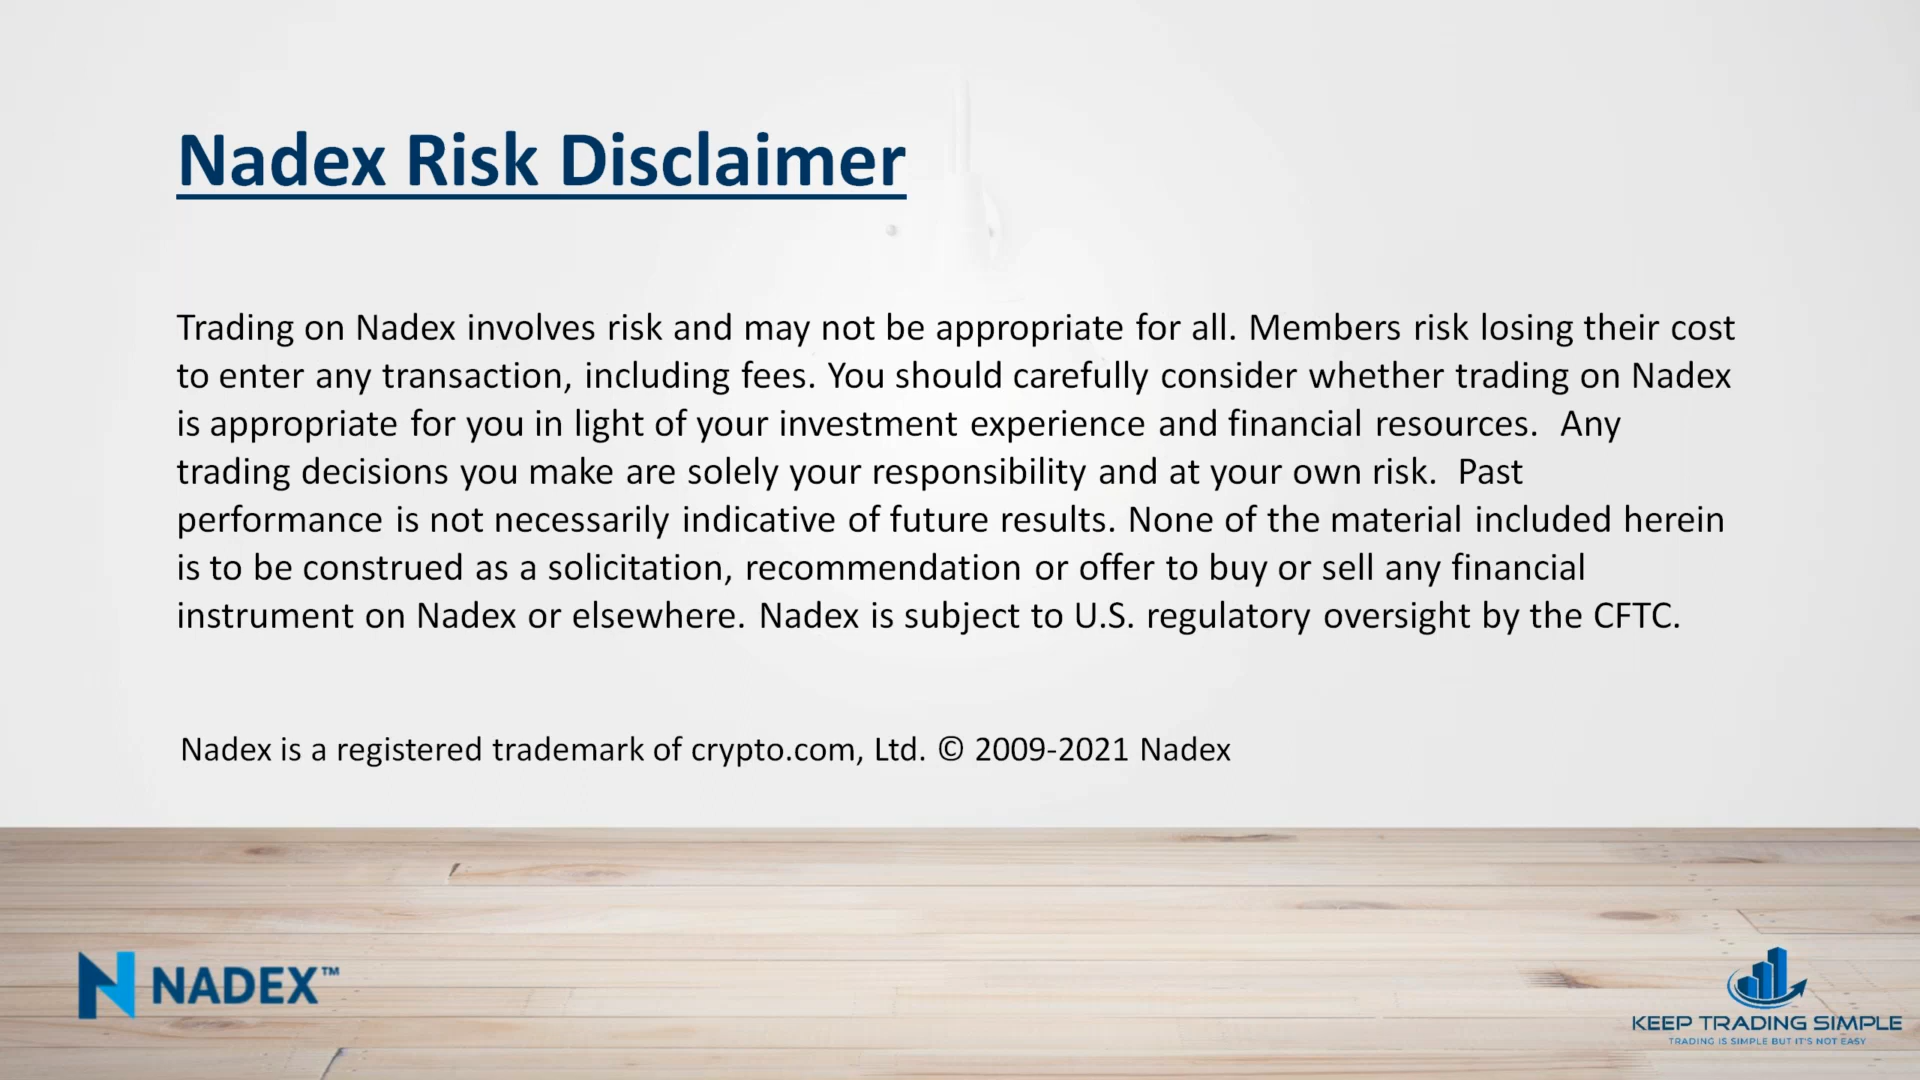 Nadex Risk Disclaimer
Trading on Nadex involves risk and may not be appropriate for all. Members risk losing their cost
to enter any transaction, including fees. You should carefully consider whether trading on Nadex
is appropriate for you in light of your investment experience and financial resources.  Any
trading decisions you make are solely your responsibility and at your own risk.  Past
performance is not necessarily indicative of future results. None of the material included herein
is to be construed as a solicitation, recommendation or offer to buy or sell any financial
instrument on Nadex or elsewhere. Nadex is subject to U.S. regulatory oversight by the CFTC.
Nadex is a registered trademark of crypto.com, Ltd. © 2009-2021 Nadex
NADEX™
KEEP TRADING SIMPLE
TRADING IS SIMPLE BUT IT'S NOT EASY